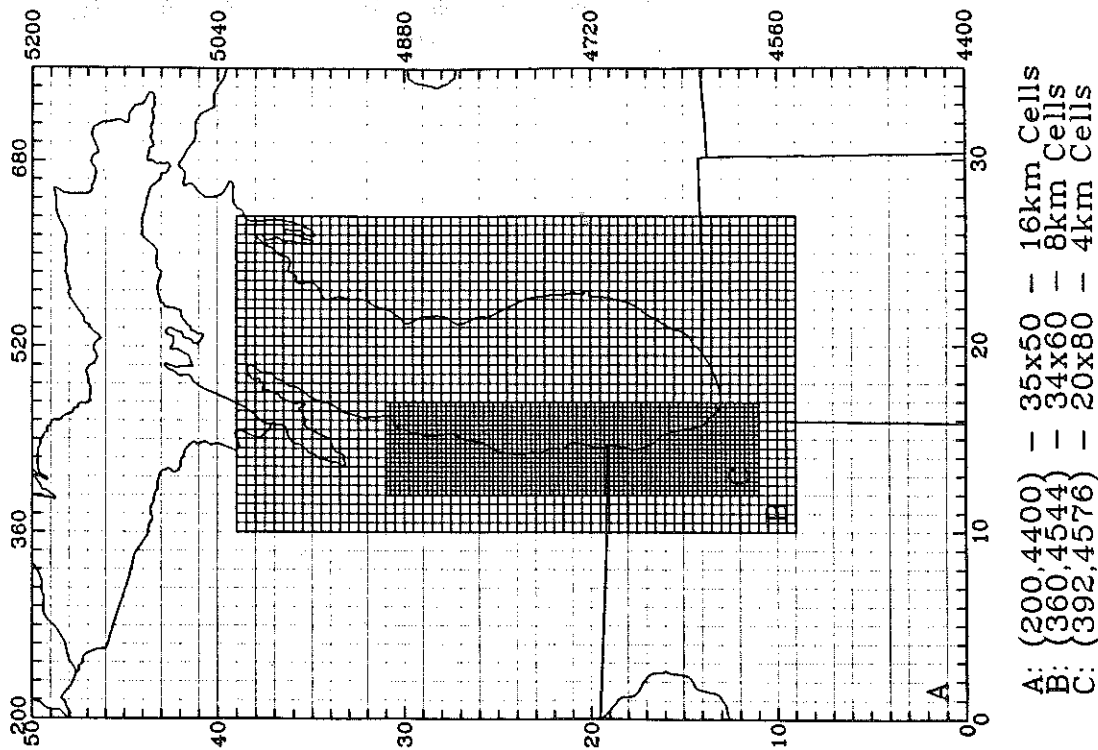 200 360 520 680
50 5200
40 5040
30 4880
20 4720
10 4560
0 4400
0 10 20 30
A
B
C
A: (200,4400) — 35x50 — 16km Cells
B: (360,4544) — 34x60 — 8km Cells
C: (392,4576) — 20x80 — 4km Cells